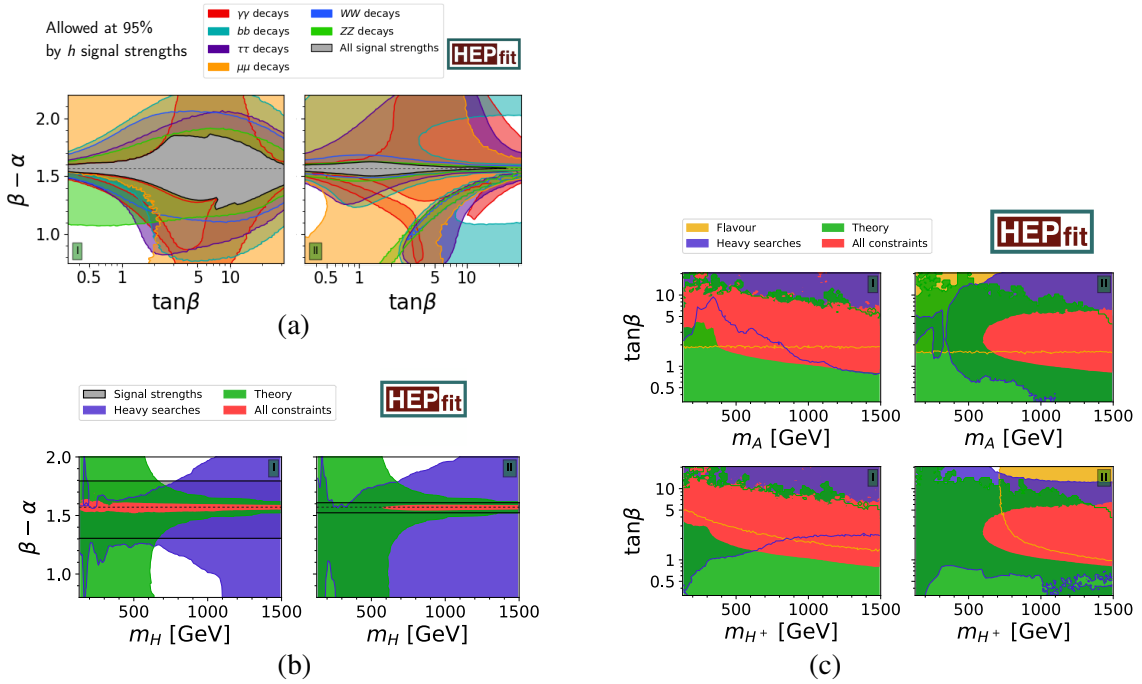 Allowed at 95%
by h signal strengths
γγ decays
bb decays
ττ decays
μμ decays
WW decays
ZZ decays
All signal strengths
HEPfit
β − α
2.0
1.5
1.0
I
II
0.5 1 5 10
0.5 1 5 10
tanβ
tanβ
(a)
Signal strengths
Heavy searches
Theory
All constraints
HEPfit
β − α
2.0
1.5
1.0
I
II
500 1000 1500
500 1000 1500
m_H [GeV]
m_H [GeV]
(b)
Flavour
Heavy searches
Theory
All constraints
HEPfit
tanβ
10
5
2
1
0.5
I
II
500 1000 1500
500 1000 1500
m_A [GeV]
m_A [GeV]
tanβ
10
5
2
1
0.5
I
II
500 1000 1500
500 1000 1500
m_{H^+} [GeV]
m_{H^+} [GeV]
(c)